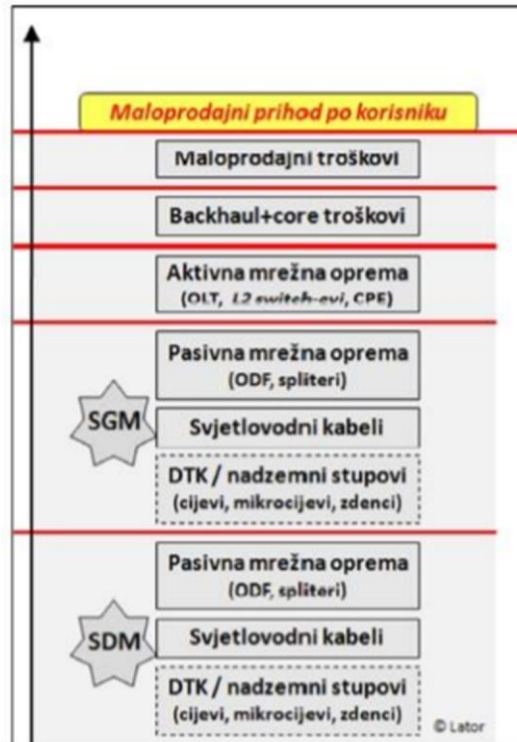 Maloprodajni prihod po korisniku
Maloprodajni troškovi
Backhaul+core troškovi
Aktivna mrežna oprema
(OLT, L2 switch-evi, CPE)
Pasivna mrežna oprema
(ODF, spliteri)
SGM
Svjetlovodni kabeli
DTK / nadzemni stupovi
(cijevi, mikrocijevi, zdenci)
Pasivna mrežna oprema
(ODF, spliteri)
SDM
Svjetlovodni kabeli
DTK / nadzemni stupovi
(cijevi, mikrocijevi, zdenci)
© Lator